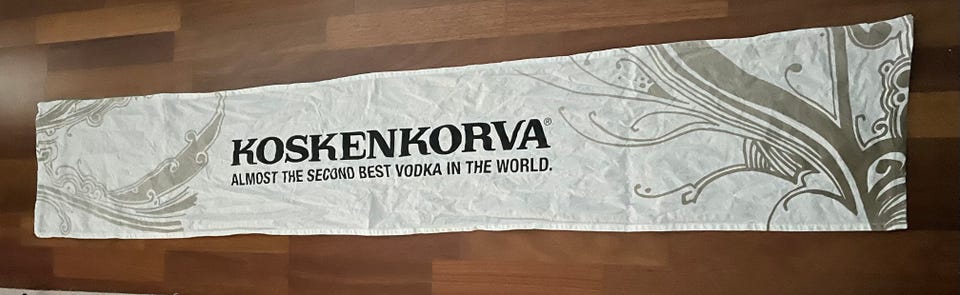 KOSKENKORVA®
ALMOST THE SECOND BEST VODKA IN THE WORLD.